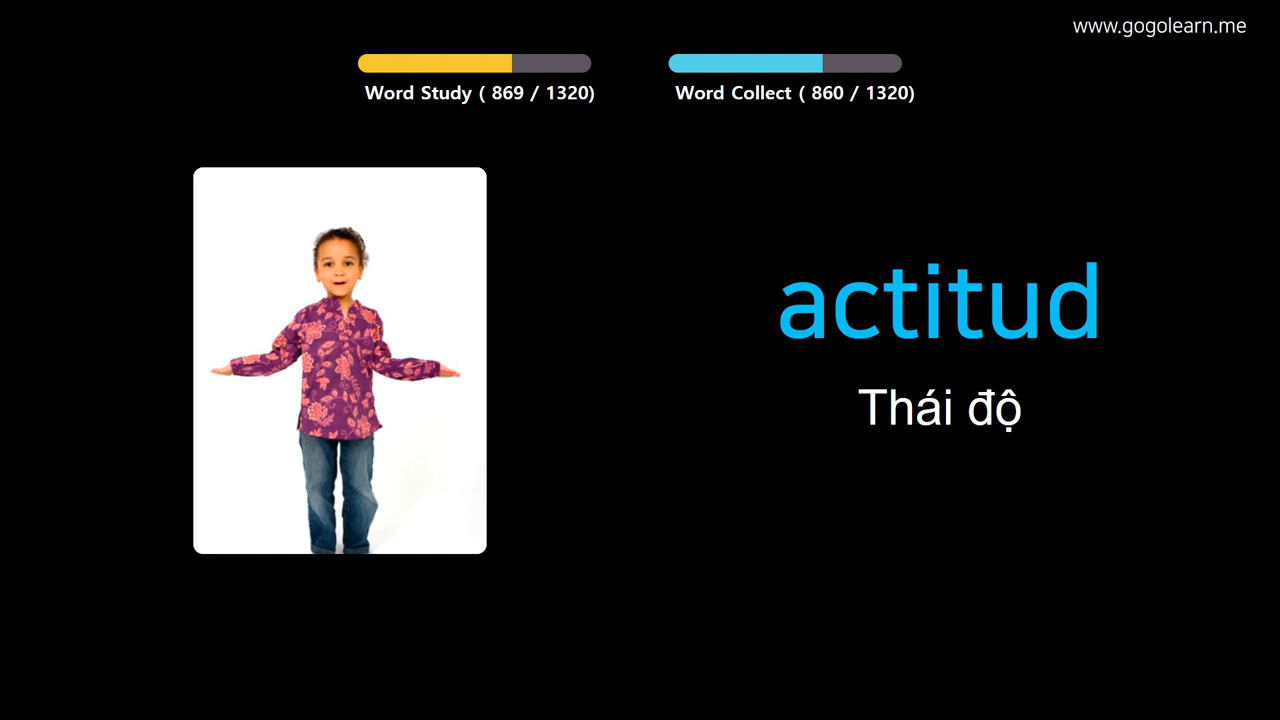 www.gogolearn.me
Word Study ( 869 / 1320)
Word Collect ( 860 / 1320)
actitud
Thái độ